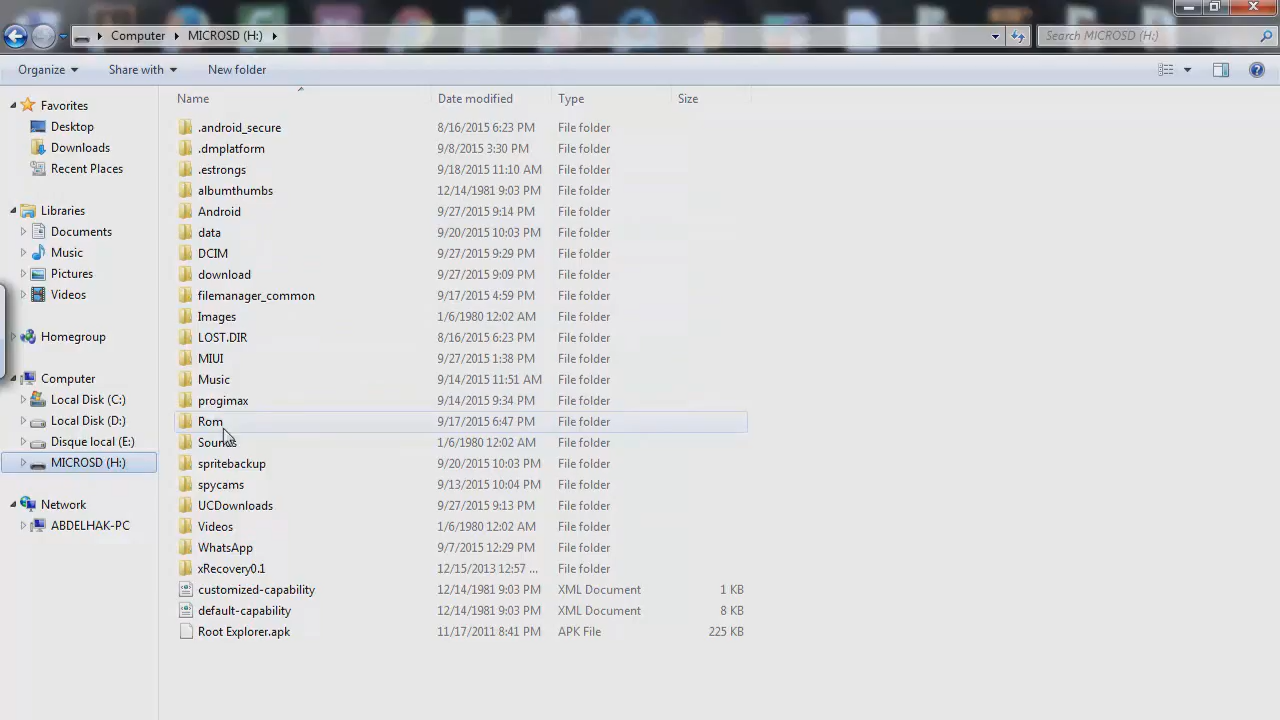 Computer MICROSD (H:) Search MICROSD (H:)
Organize Share with New folder
Name Date modified Type Size
Favorites
Desktop
Downloads
Recent Places
Libraries
Documents
Music
Pictures
Videos
Homegroup
Computer
Local Disk (C:)
Local Disk (D:)
Disque local (E:)
MICROSD (H:)
Network
ABDELHAK-PC
.android_secure 8/16/2015 6:23 PM File folder
.dmplatform 9/8/2015 3:30 PM File folder
.estrongs 9/18/2015 11:10 AM File folder
albumthumbs 12/14/1981 9:03 PM File folder
Android 9/27/2015 9:14 PM File folder
data 9/20/2015 10:03 PM File folder
DCIM 9/27/2015 9:29 PM File folder
download 9/27/2015 9:09 PM File folder
filemanager_common 9/17/2015 4:59 PM File folder
Images 1/6/1980 12:02 AM File folder
LOST.DIR 8/16/2015 6:23 PM File folder
MIUI 9/27/2015 1:38 PM File folder
Music 9/14/2015 11:51 AM File folder
progimax 9/14/2015 9:34 PM File folder
Rom 9/17/2015 6:47 PM File folder
Sounds 1/6/1980 12:02 AM File folder
spritebackup 9/20/2015 10:03 PM File folder
spycams 9/13/2015 10:04 PM File folder
UCDownloads 9/27/2015 9:13 PM File folder
Videos 1/6/1980 12:02 AM File folder
WhatsApp 9/7/2015 12:29 PM File folder
xRecovery0.1 12/15/2013 12:57 ... File folder
customized-capability 12/14/1981 9:03 PM XML Document 1 KB
default-capability 12/14/1981 9:03 PM XML Document 8 KB
Root Explorer.apk 11/17/2011 8:41 PM APK File 225 KB